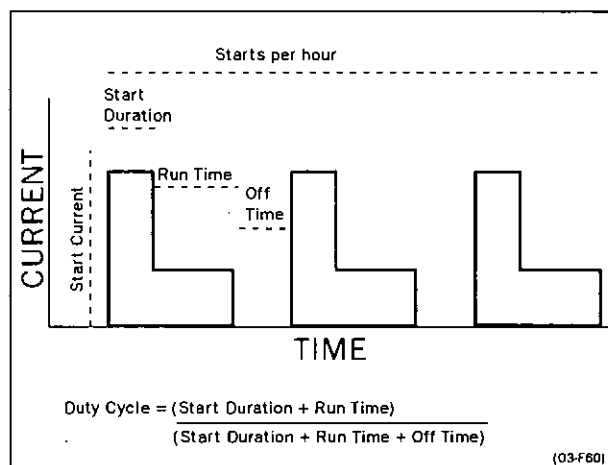 Starts per hour
Start
Duration
Run Time
Off
Time
Start Current
CURRENT
TIME
Duty Cycle = (Start Duration + Run Time)
(Start Duration + Run Time + Off Time)
(03-F60)